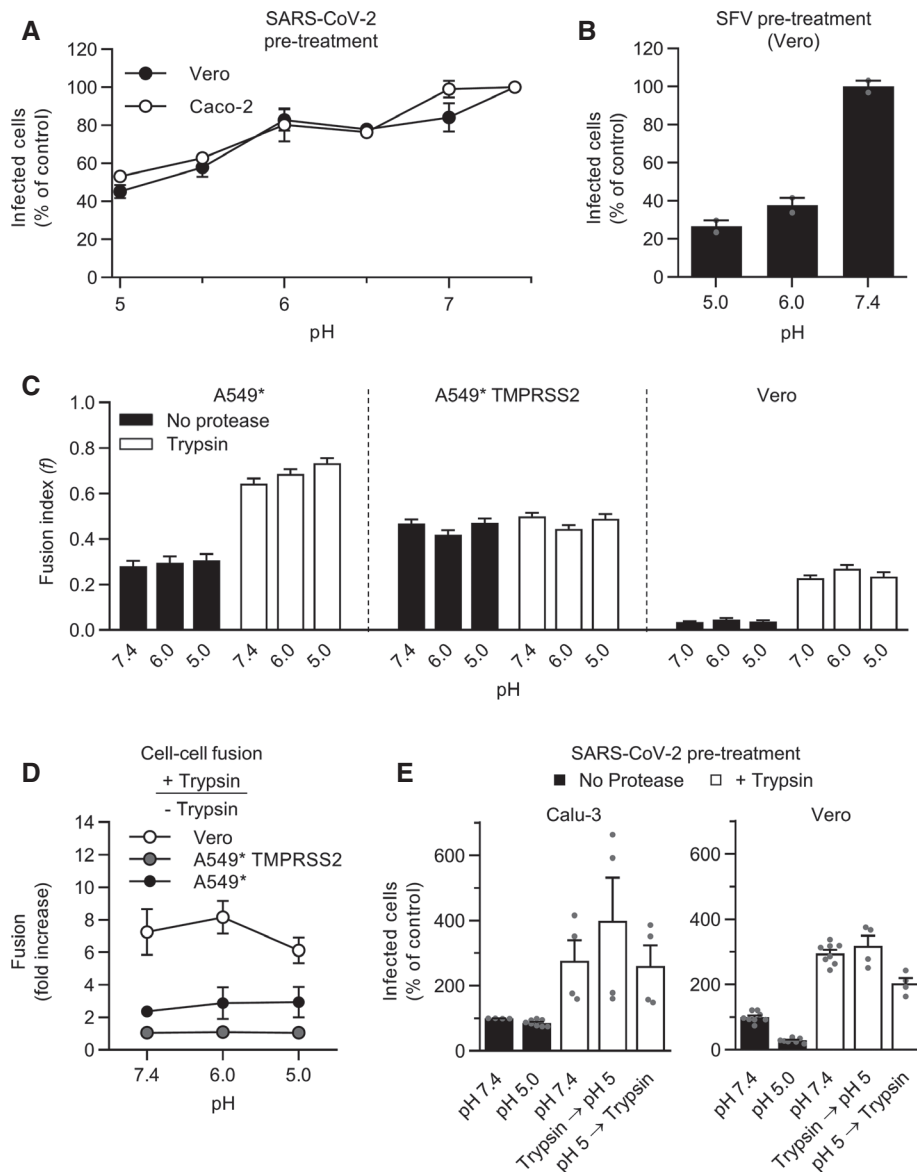 A
SARS-CoV-2
pre-treatment
Infected cells
(% of control)
120
100
80
60
40
20
0
Vero
Caco-2
5
6
7
pH
B
SFV pre-treatment
(Vero)
Infected cells
(% of control)
120
100
80
60
40
20
0
5.0
6.0
7.4
pH
C
A549*
A549* TMPRSS2
Vero
Fusion index (f)
1.0
0.8
0.6
0.4
0.2
0.0
No protease
Trypsin
7.4 6.0 5.0 7.4 6.0 5.0
7.4 6.0 5.0 7.4 6.0 5.0
7.0 6.0 5.0 7.0 6.0 5.0
pH
D
Cell-cell fusion
+ Trypsin
- Trypsin
Fusion
(fold increase)
14
12
10
8
6
4
2
0
Vero
A549* TMPRSS2
A549*
7.4
6.0
5.0
pH
E
SARS-CoV-2 pre-treatment
No Protease
+ Trypsin
Calu-3
Infected cells
(% of control)
600
400
200
0
pH 7.4
pH 5.0
pH 7.4
Trypsin → pH 5
pH 5 → Trypsin
Vero
600
400
200
0
pH 7.4
pH 5.0
pH 7.4
Trypsin → pH 5
pH 5 → Trypsin